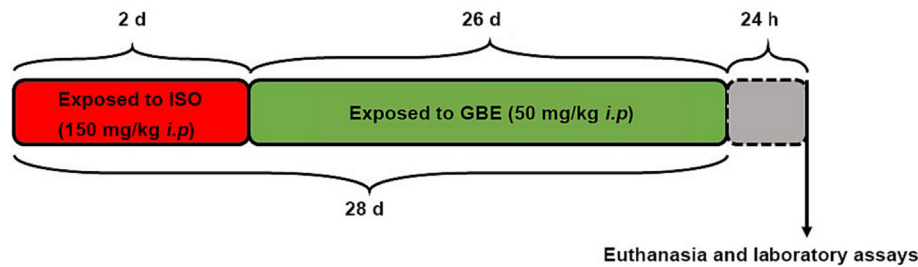 2 d
26 d
24 h
Exposed to ISO
(150 mg/kg i.p)
Exposed to GBE (50 mg/kg i.p)
28 d
Euthanasia and laboratory assays